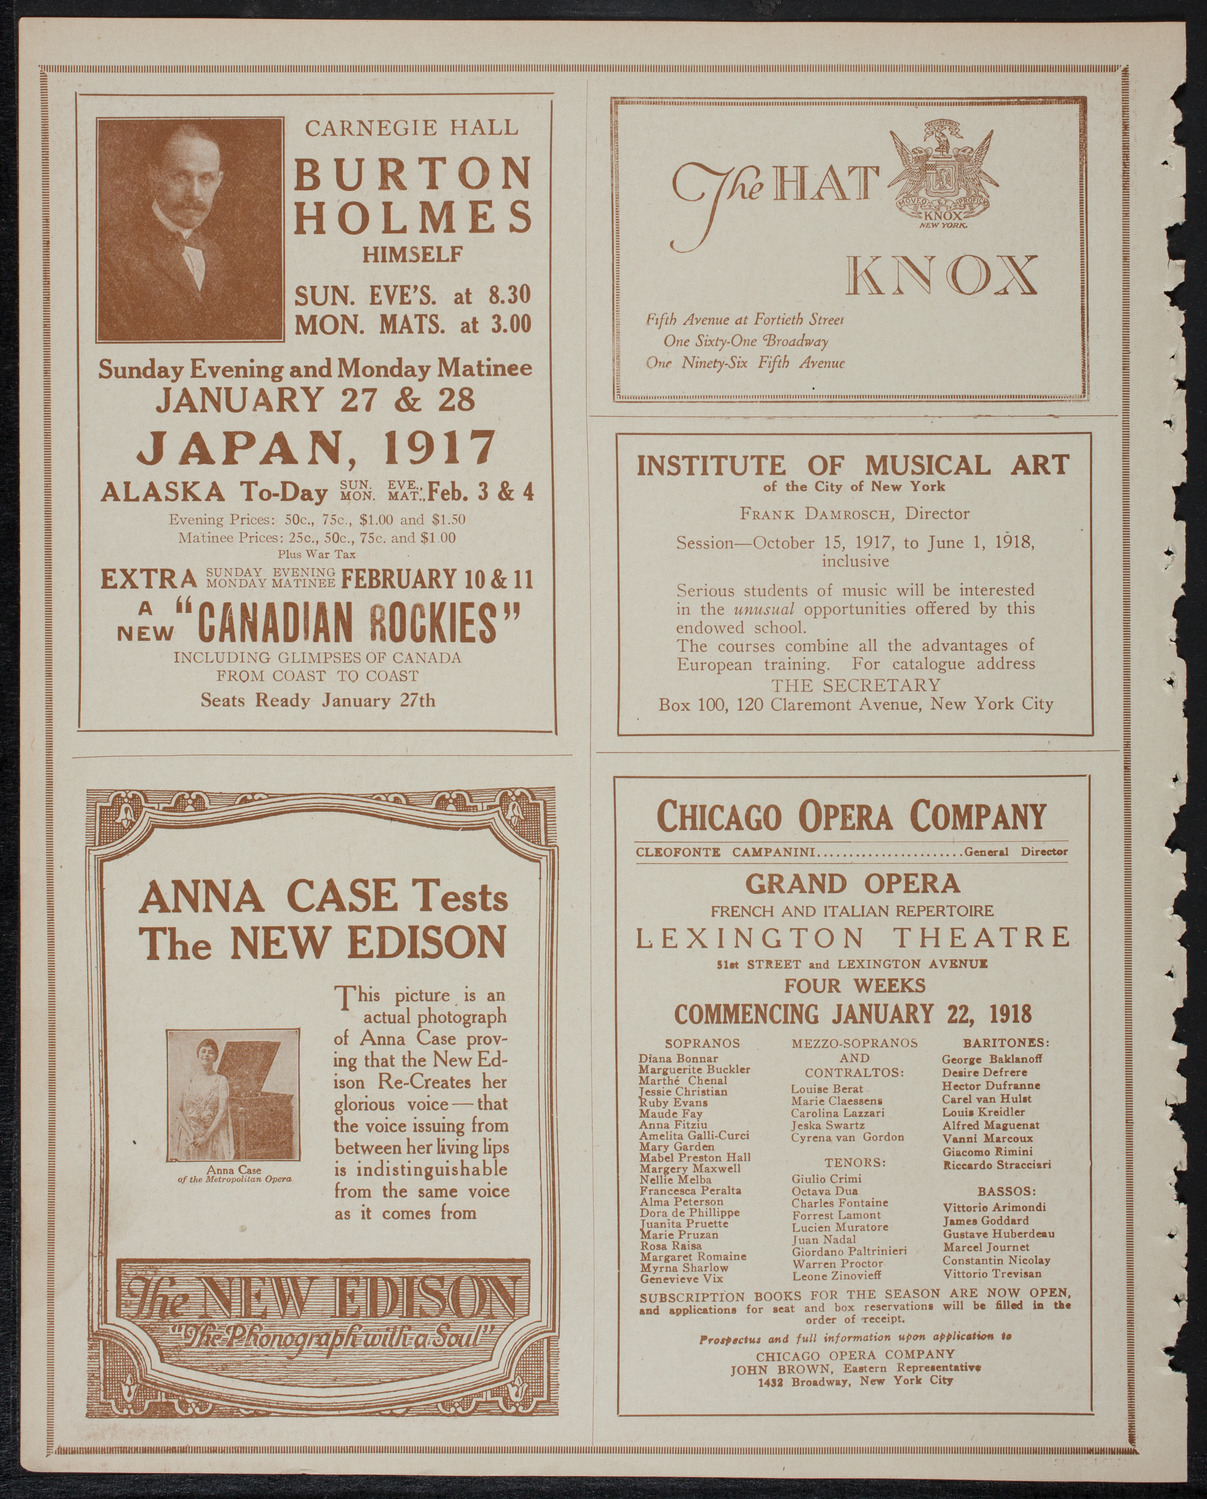 CARNEGIE HALL
BURTON
HOLMES
HIMSELF
SUN. EVE'S. at 8.30
MON. MATS. at 3.00
Sunday Evening and Monday Matinee
JANUARY 27 & 28
JAPAN, 1917
ALASKA To-Day SUN. EVE., MON. MAT., Feb. 3 & 4
Evening Prices: 50c., 75c., $1.00 and $1.50
Matinee Prices: 25c., 50c., 75c. and $1.00
Plus War Tax
EXTRA SUNDAY EVENING MONDAY MATINEE FEBRUARY 10 & 11
A NEW "CANADIAN ROCKIES"
INCLUDING GLIMPSES OF CANADA
FROM COAST TO COAST
Seats Ready January 27th
The HAT
KNOX
NEW YORK.
KNOX
Fifth Avenue at Fortieth Street
One Sixty-One Broadway
One Ninety-Six Fifth Avenue
INSTITUTE OF MUSICAL ART
of the City of New York
FRANK DAMROSCH, Director
Session—October 15, 1917, to June 1, 1918,
inclusive
Serious students of music will be interested
in the unusual opportunities offered by this
endowed school.
The courses combine all the advantages of
European training. For catalogue address
THE SECRETARY
Box 100, 120 Claremont Avenue, New York City
ANNA CASE Tests
The NEW EDISON
This picture is an
actual photograph
of Anna Case prov-
ing that the New Ed-
ison Re-Creates her
glorious voice—that
the voice issuing from
between her living lips
is indistinguishable
from the same voice
as it comes from
Anna Case
of the Metropolitan Opera
The NEW EDISON
"The Phonograph with a Soul"
CHICAGO OPERA COMPANY
CLEOFONTE CAMPANINI......................General Director
GRAND OPERA
FRENCH AND ITALIAN REPERTOIRE
LEXINGTON THEATRE
51st STREET and LEXINGTON AVENUE
FOUR WEEKS
COMMENCING JANUARY 22, 1918
SOPRANOS
Diana Bonnar
Marguerite Buckler
Marthé Chenal
Jessie Christian
Ruby Evans
Maude Fay
Anna Fitziu
Amelita Galli-Curci
Mary Garden
Mabel Preston Hall
Margery Maxwell
Nellie Melba
Francesca Peralta
Alma Peterson
Dora de Phillippe
Juanita Pruette
Marie Pruzan
Rosa Raisa
Margaret Romaine
Myrna Sharlow
Genevieve Vix
MEZZO-SOPRANOS
AND
CONTRALTOS:
Louise Berat
Marie Claessens
Carolina Lazzari
Jeska Swartz
Cyrena van Gordon
TENORS:
Giulio Crimi
Octava Dua
Charles Fontaine
Forrest Lamont
Lucien Muratore
Juan Nadal
Giordano Paltrinieri
Warren Proctor
Leone Zinovieff
BARITONES:
George Baklanoff
Desire Defrere
Hector Dufranne
Carel van Hulst
Louis Kreidler
Alfred Maguenat
Vanni Marcoux
Giacomo Rimini
Riccardo Stracciari
BASSOS:
Vittorio Arimondi
James Goddard
Gustave Huberdeau
Marcel Journet
Constantin Nicolay
Vittorio Trevisan
SUBSCRIPTION BOOKS FOR THE SEASON ARE NOW OPEN,
and applications for seat and box reservations will be filled in the
order of receipt.
Prospectus and full information upon application to
CHICAGO OPERA COMPANY
JOHN BROWN, Eastern Representative
1432 Broadway, New York City